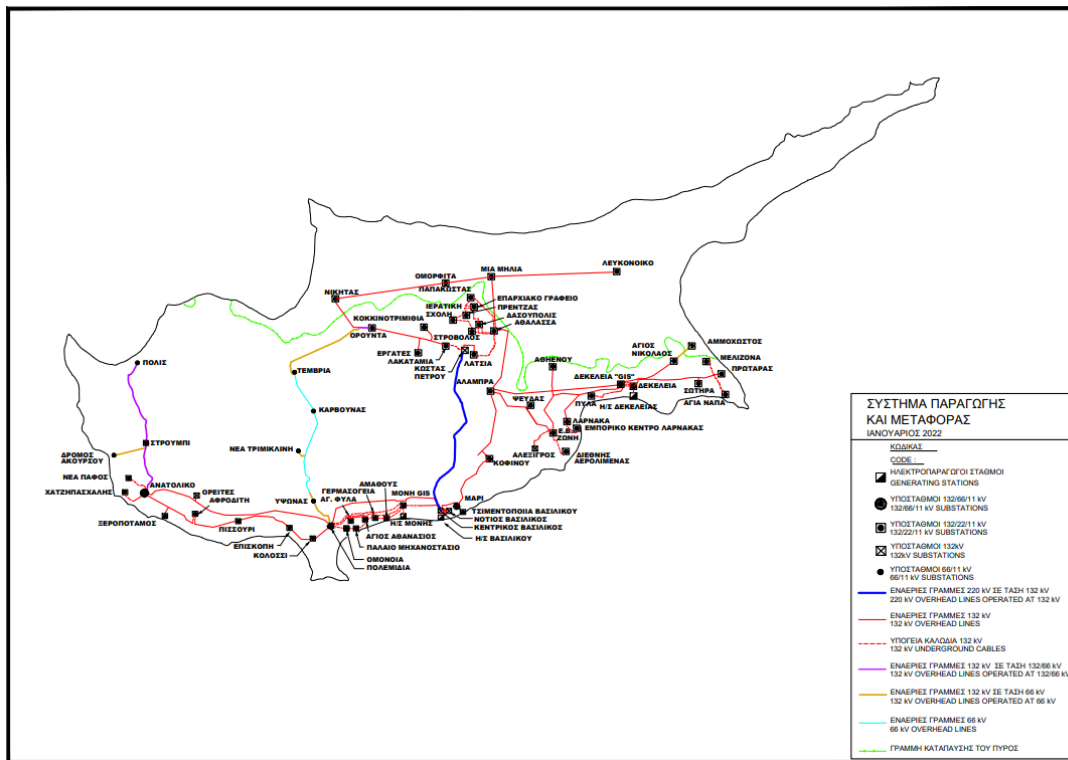 ΛΕΥΚΟΝΟΙΚΟ
ΜΙΑ ΜΗΛΙΑ
ΟΜΟΡΦΙΤΑ
ΠΑΠΑΚΩΣΤΑΣ
ΝΙΚΗΤΑΣ
ΕΠΑΡΧΙΑΚΟ ΓΡΑΦΕΙΟ
ΙΕΡΑΤΙΚΗ
ΣΧΟΛΗ
ΠΡΕΝΤΖΑΣ
ΚΟΚΚΙΝΟΤΡΙΜΙΘΙΑ
ΔΑΣΟΥΠΟΛΙΣ
ΑΘΑΛΑΣΣΑ
ΟΡΟΥΝΤΑ
ΣΤΡΟΒΟΛΟΣ
ΕΡΓΑΤΕΣ
ΛΑΚΑΤΑΜΙΑ
ΚΩΣΤΑΣ
ΠΕΤΡΟΥ
ΛΑΤΣΙΑ
ΑΘΗΕΝΟΥ
ΑΓΙΟΣ
ΝΙΚΟΛΑΟΣ
ΑΜΜΟΧΩΣΤΟΣ
ΜΕΛΙΖΟΝΑ
ΠΡΩΤΑΡΑΣ
ΠΟΛΙΣ
ΤΕΜΒΡΙΑ
ΑΛΑΜΠΡΑ
ΔΕΚΕΛΕΙΑ "GIS"
ΔΕΚΕΛΕΙΑ
ΣΩΤΗΡΑ
ΑΓΙΑ ΝΑΠΑ
ΨΕΥΔΑΣ
ΠΥΛΑ
Η/Σ ΔΕΚΕΛΕΙΑΣ
ΚΑΡΒΟΥΝΑΣ
ΛΑΡΝΑΚΑ
ΕΜΠΟΡΙΚΟ ΚΕΝΤΡΟ ΛΑΡΝΑΚΑΣ
ΖΩΝΗ
ΣΤΡΟΥΜΠΙ
ΔΡΟΜΟΣ
ΑΚΟΥΡΣΟΥ
ΝΕΑ ΤΡΙΜΙΚΛΙΝΗ
ΑΛΕΞΙΓΡΟΣ
ΔΙΕΘΝΗΣ
ΑΕΡΟΛΙΜΕΝΑΣ
ΚΟΦΙΝΟΥ
ΝΕΑ ΠΑΦΟΣ
ΑΝΑΤΟΛΙΚΟ
ΧΑΤΖΗΠΑΣΧΑΛΗΣ
ΟΡΕΙΤΕΣ
ΑΦΡΟΔΙΤΗ
ΥΨΩΝΑΣ
ΑΜΑΘΟΥΣ
ΓΕΡΜΑΣΟΓΕΙΑ
ΑΓ. ΦΥΛΑ
ΜΟΝΗ GIS
ΜΑΡΙ
ΤΣΙΜΕΝΤΟΠΟΙΙΑ ΒΑΣΙΛΙΚΟΥ
ΝΟΤΙΟΣ ΒΑΣΙΛΙΚΟΣ
ΚΕΝΤΡΙΚΟΣ ΒΑΣΙΛΙΚΟΣ
Η/Σ ΒΑΣΙΛΙΚΟΥ
ΞΕΡΟΠΟΤΑΜΟΣ
ΠΙΣΣΟΥΡΙ
Η/Σ ΜΟΝΗΣ
ΑΓΙΟΣ ΑΘΑΝΑΣΙΟΣ
ΕΠΙΣΚΟΠΗ
ΚΟΛΟΣΣΙ
ΠΑΛΑΙΟ ΜΗΧΑΝΟΣΤΑΣΙΟ
ΟΜΟΝΟΙΑ
ΠΟΛΕΜΙΔΙΑ
ΣΥΣΤΗΜΑ ΠΑΡΑΓΩΓΗΣ
ΚΑΙ ΜΕΤΑΦΟΡΑΣ
ΙΑΝΟΥΑΡΙΟΣ 2022
ΚΩΔΙΚΑΣ
CODE :
ΗΛΕΚΤΡΟΠΑΡΑΓΩΓΟΙ ΣΤΑΘΜΟΙ
GENERATING STATIONS
ΥΠΟΣΤΑΘΜΟΙ 132/66/11 kV
132/66/11 kV SUBSTATIONS
ΥΠΟΣΤΑΘΜΟΙ 132/22/11 kV
132/22/11 kV SUBSTATIONS
ΥΠΟΣΤΑΘΜΟΙ 132kV
132kV SUBSTATIONS
ΥΠΟΣΤΑΘΜΟΙ 66/11 kV
66/11 kV SUBSTATIONS
ΕΝΑΕΡΙΕΣ ΓΡΑΜΜΕΣ 220 kV ΣΕ ΤΑΣΗ 132 kV
220 kV OVERHEAD LINES OPERATED AT 132 kV
ΕΝΑΕΡΙΕΣ ΓΡΑΜΜΕΣ 132 kV
132 kV OVERHEAD LINES
ΥΠΟΓΕΙΑ ΚΑΛΩΔΙΑ 132 kV
132 kV UNDERGROUND CABLES
ΕΝΑΕΡΙΕΣ ΓΡΑΜΜΕΣ 132 kV ΣΕ ΤΑΣΗ 132/66 kV
132 kV OVERHEAD LINES OPERATED AT 132/66 kV
ΕΝΑΕΡΙΕΣ ΓΡΑΜΜΕΣ 132 kV ΣΕ ΤΑΣΗ 66 kV
132 kV OVERHEAD LINES OPERATED AT 66 kV
ΕΝΑΕΡΙΕΣ ΓΡΑΜΜΕΣ 66 kV
66 kV OVERHEAD LINES
ΓΡΑΜΜΗ ΚΑΤΑΠΑΥΣΗΣ ΤΟΥ ΠΥΡΟΣ